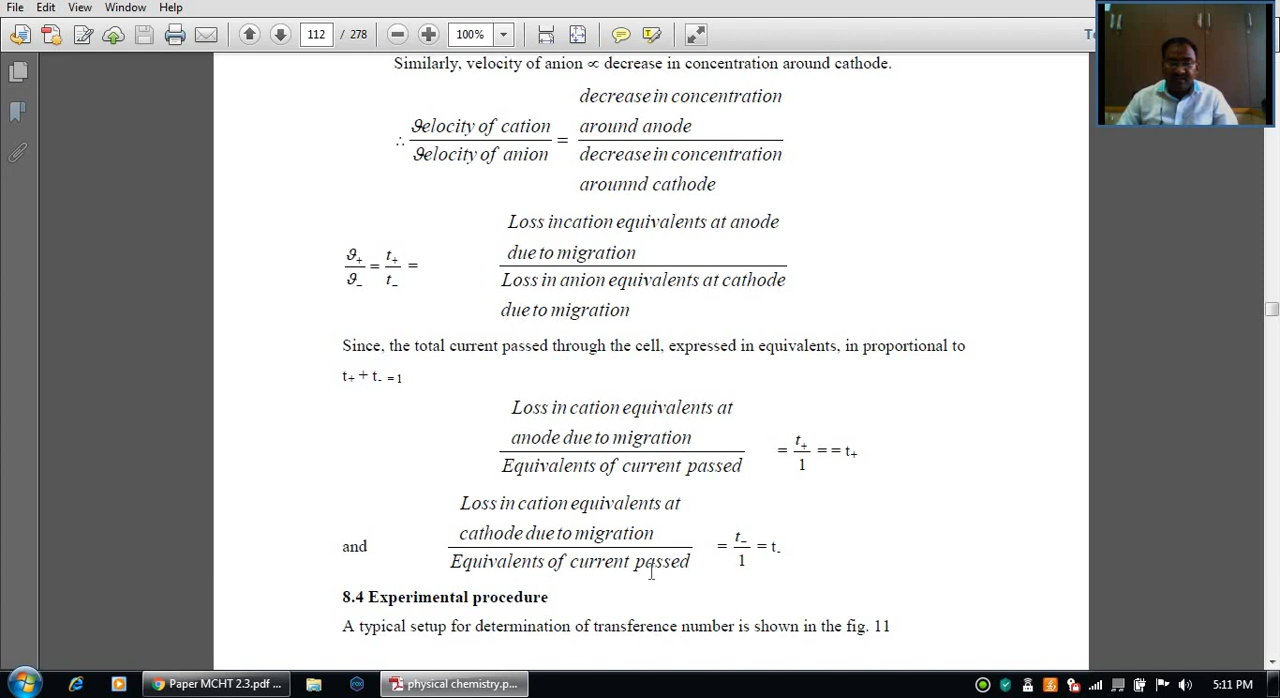 File Edit View Window Help
112 / 278 100%
Similarly, velocity of anion ∝ decrease in concentration around cathode.
decrease in concentration
ϑelocity of cation around anode
∴ =
ϑelocity of anion decrease in concentration
arounnd cathode
Loss incation equivalents at anode
ϑ+ t+ due to migration
= =
ϑ- t- Loss in anion equivalents at cathode
due to migration
Since, the total current passed through the cell, expressed in equivalents, in proportional to
t+ + t- = 1
Loss in cation equivalents at
anode due to migration = t+ / 1 = = t+
Equivalents of current passed
Loss in cation equivalents at
cathode due to migration
and = t- / 1 = t-
Equivalents of current passed
8.4 Experimental procedure
A typical setup for determination of transference number is shown in the fig. 11
Paper MCHT 2.3.pdf ... physical chemistry.p... 5:11 PM